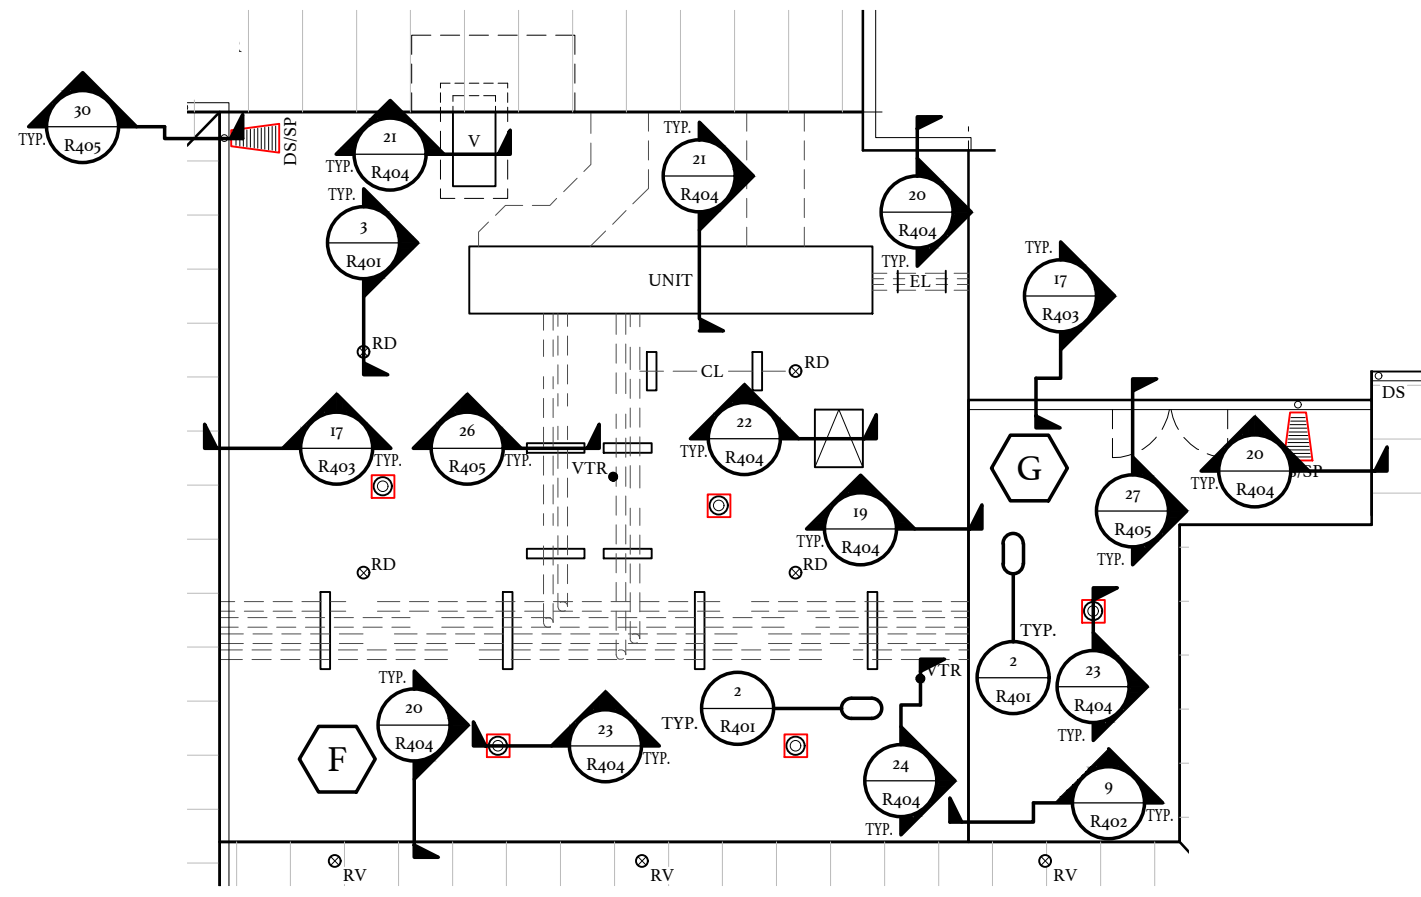 30
R405
TYP.
DS/SP
21
R404
TYP.
V
TYP.
21
R404
20
R404
TYP.
TYP.
3
R401
UNIT
EL
TYP.
17
R403
RD
CL
RD
DS
17
R403
TYP.
26
R405
TYP.
22
R404
TYP.
VTR
G
20
R404
TYP.
S/SP
27
R405
TYP.
19
R404
TYP.
RD
RD
TYP.
2
R401
23
R404
TYP.
VTR
TYP.
20
R404
2
R401
TYP.
23
R404
TYP.
F
24
R404
TYP.
9
R402
TYP.
RV
RV
RV